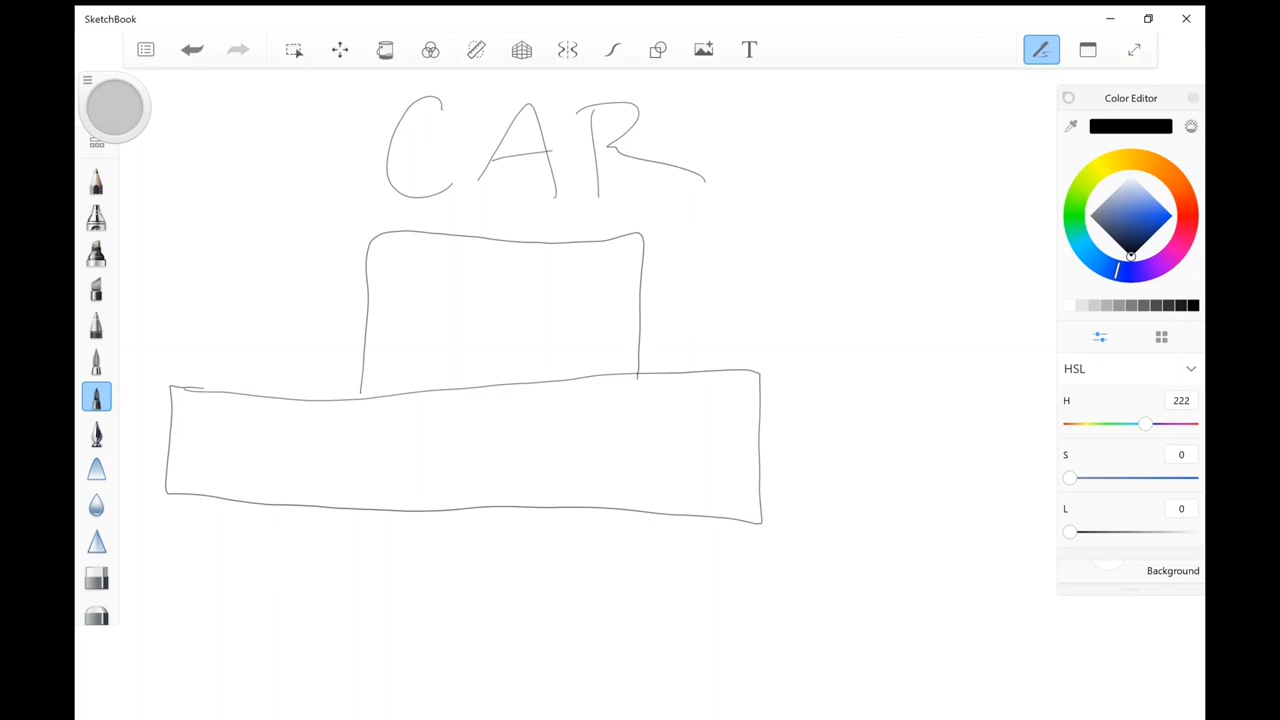 SketchBook
T
CAR
Color Editor
HSL
H 222
S 0
L 0
Background